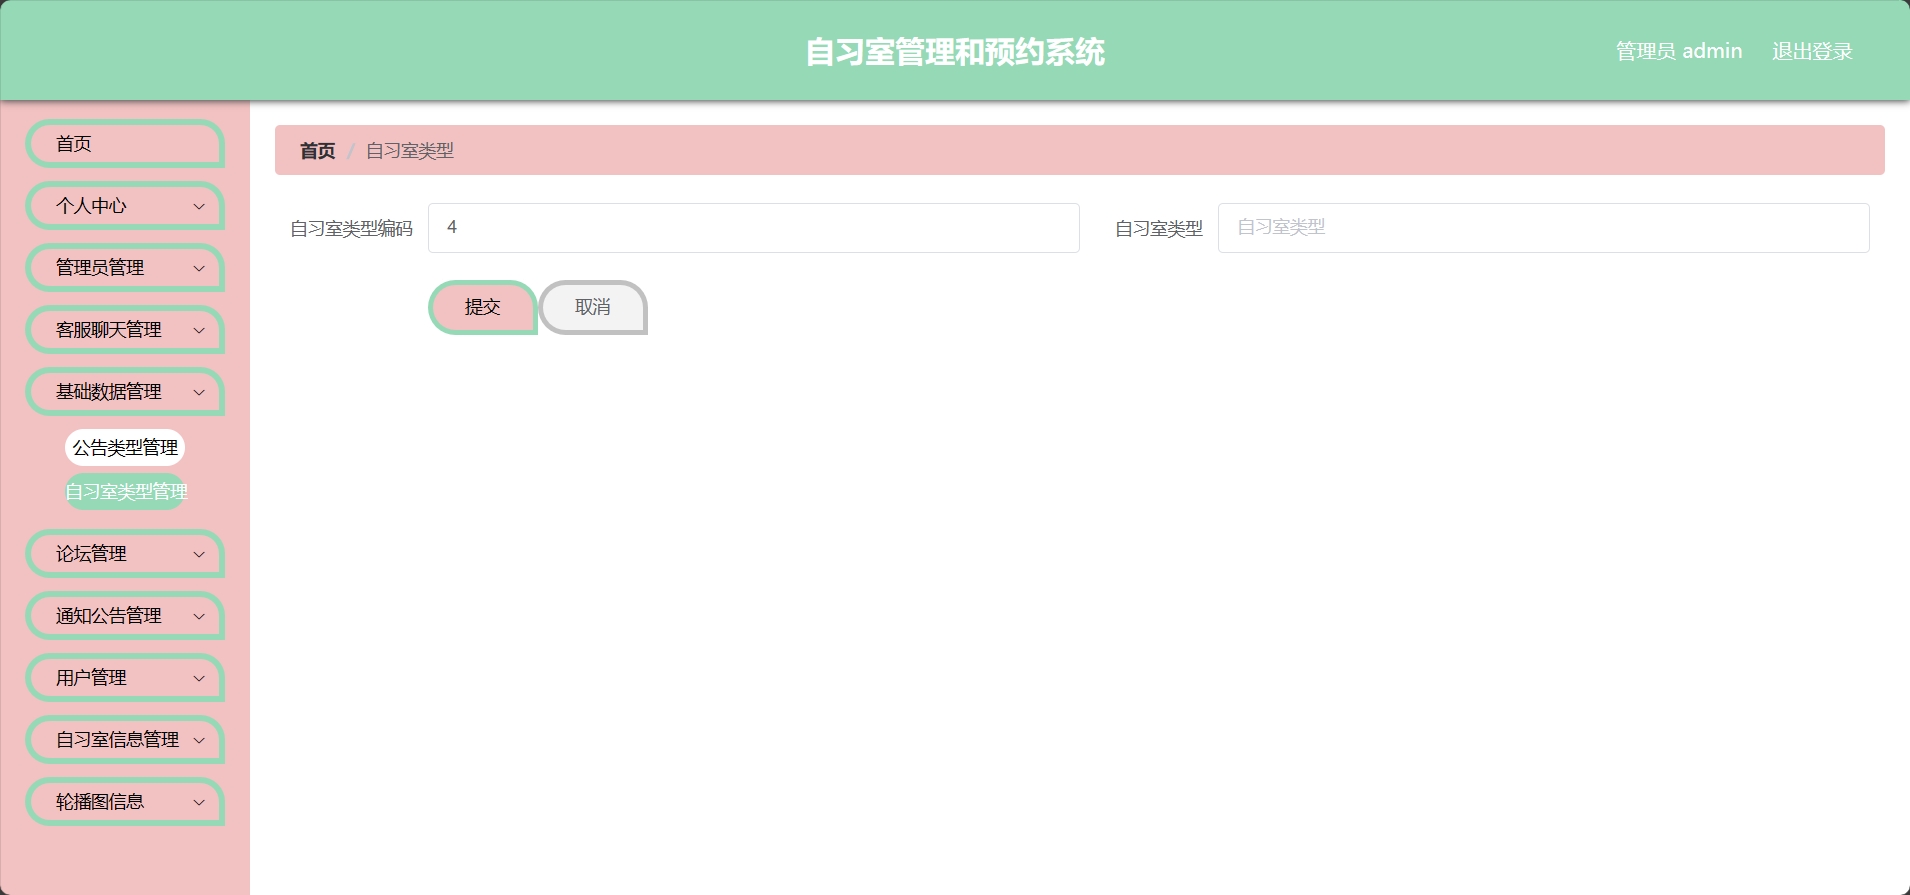 自习室管理和预约系统
管理员 admin
退出登录
首页
个人中心
管理员管理
客服聊天管理
基础数据管理
公告类型管理
自习室类型管理
论坛管理
通知公告管理
用户管理
自习室信息管理
轮播图信息
首页 / 自习室类型
自习室类型编码 4
自习室类型 自习室类型
提交 取消